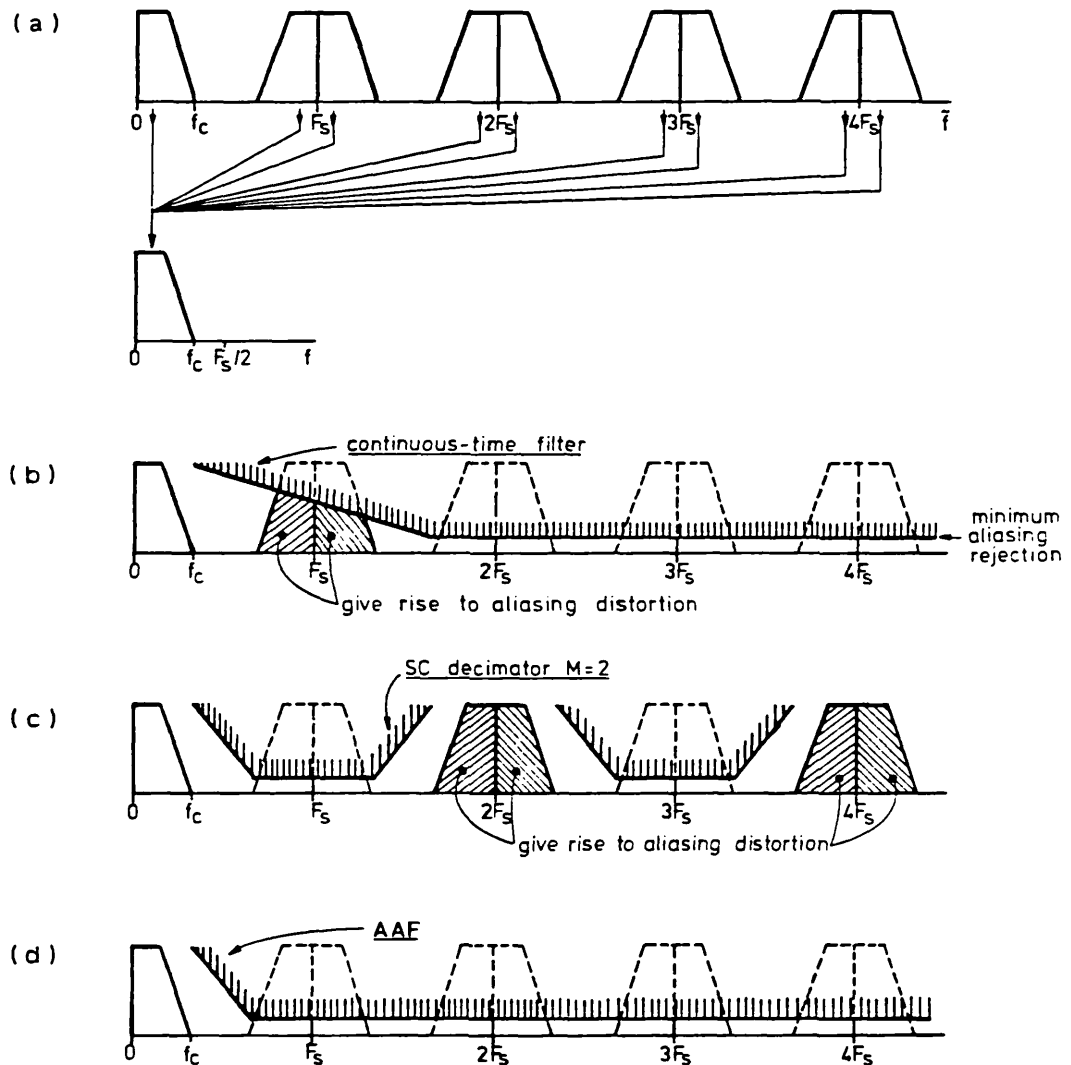 (a)
0 f_c F_s 2F_s 3F_s 4F_s f̃
0 f_c F_s/2 f
(b)
continuous-time filter
minimum
aliasing
rejection
0 f_c F_s 2F_s 3F_s 4F_s
give rise to aliasing distortion
SC decimator M=2
(c)
0 f_c F_s 2F_s 3F_s 4F_s
give rise to aliasing distortion
AAF
(d)
0 f_c F_s 2F_s 3F_s 4F_s